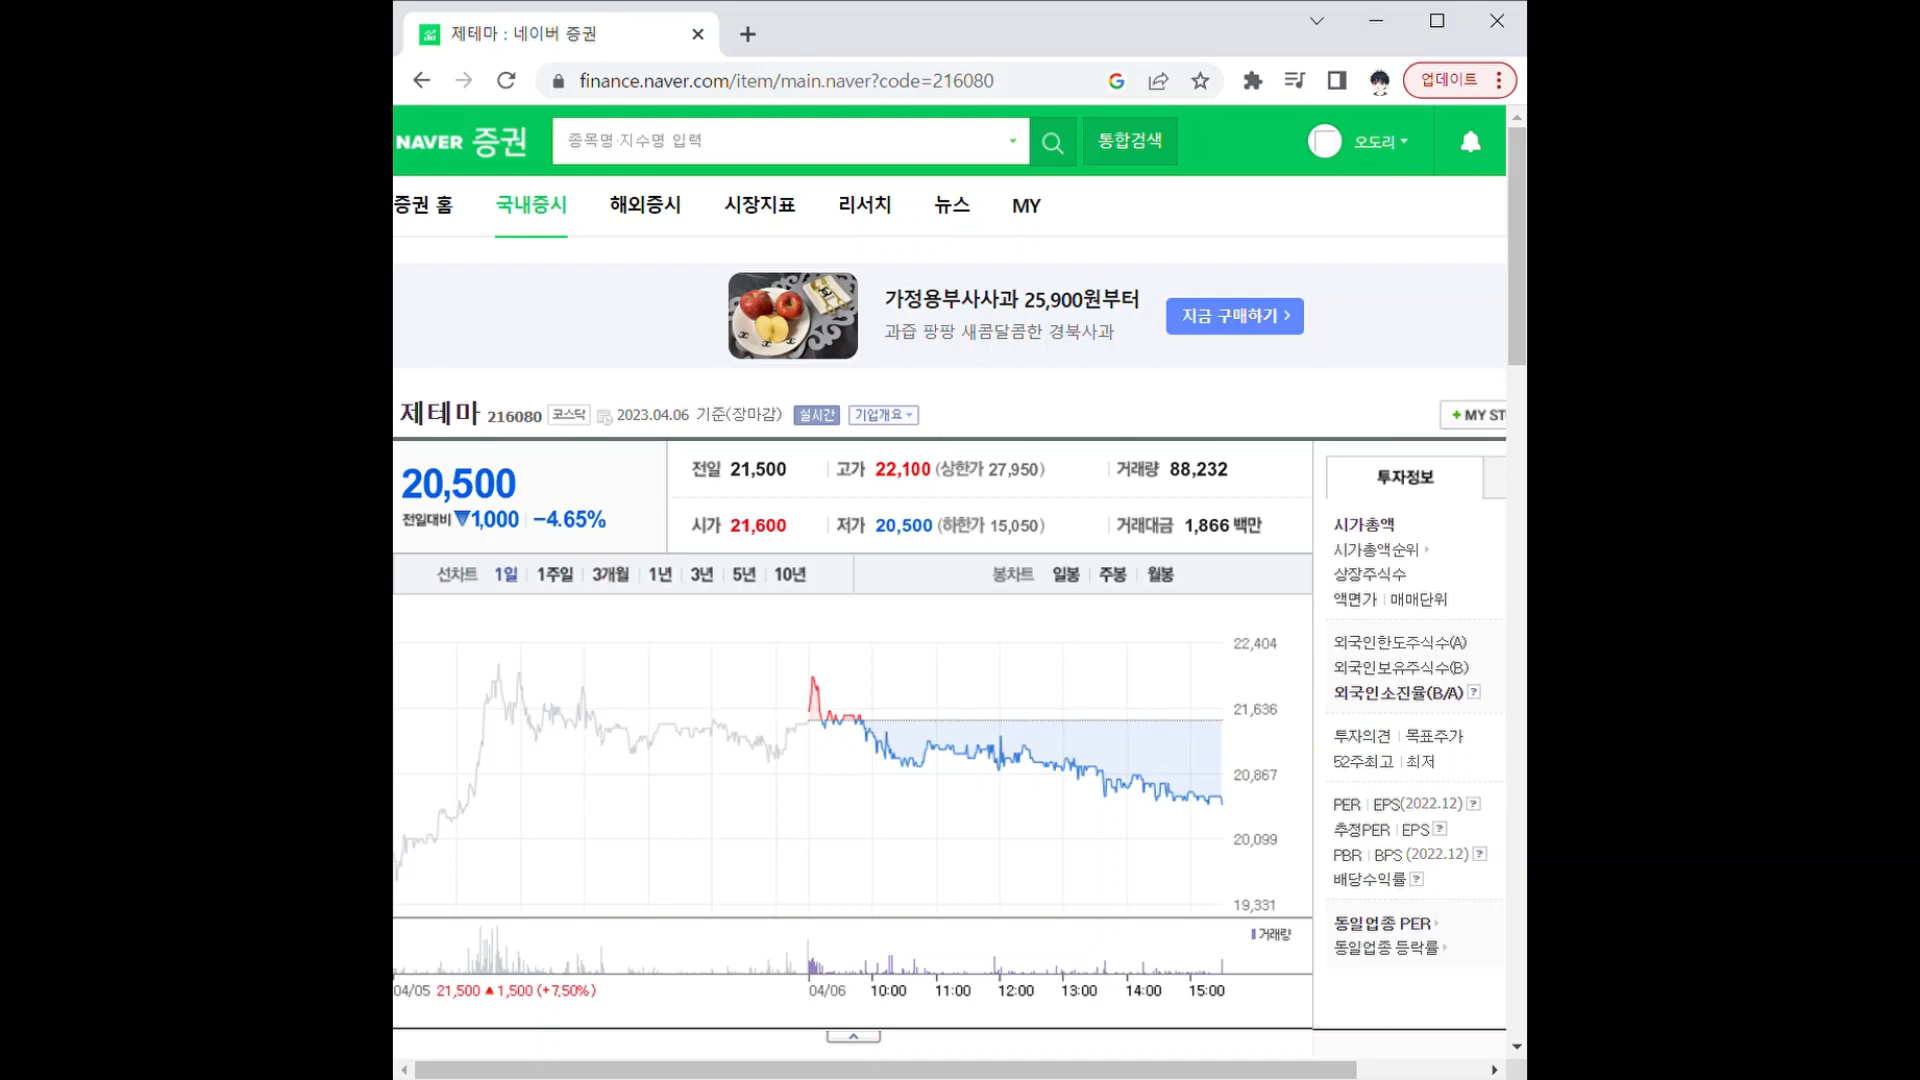 제테마 : 네이버 증권
finance.naver.com/item/main.naver?code=216080
업데이트
NAVER 증권
종목명·지수명 입력
통합검색
오도리
증권 홈 국내증시 해외증시 시장지표 리서치 뉴스 MY
가정용부사사과 25,900원부터
과즙 팡팡 새콤달콤한 경북사과
지금 구매하기 >
제테마 216080 코스닥 2023.04.06 기준(장마감) 실시간 기업개요
+ MY ST
20,500
전일대비 ▼1,000 -4.65%
전일 21,500 고가 22,100 (상한가 27,950) 거래량 88,232
시가 21,600 저가 20,500 (하한가 15,050) 거래대금 1,866 백만
선차트 1일 1주일 3개월 1년 3년 5년 10년 봉차트 일봉 주봉 월봉
22,404
21,636
20,867
20,099
19,331
거래량
04/05 21,500 ▲1,500 (+7,50%)
04/06 10:00 11:00 12:00 13:00 14:00 15:00
투자정보
시가총액
시가총액순위
상장주식수
액면가 | 매매단위
외국인한도주식수(A)
외국인보유주식수(B)
외국인소진율(B/A) ?
투자의견 | 목표주가
52주최고 | 최저
PER | EPS(2022.12) ?
추정PER | EPS ?
PBR | BPS (2022.12) ?
배당수익률 ?
동일업종 PER
동일업종 등락률